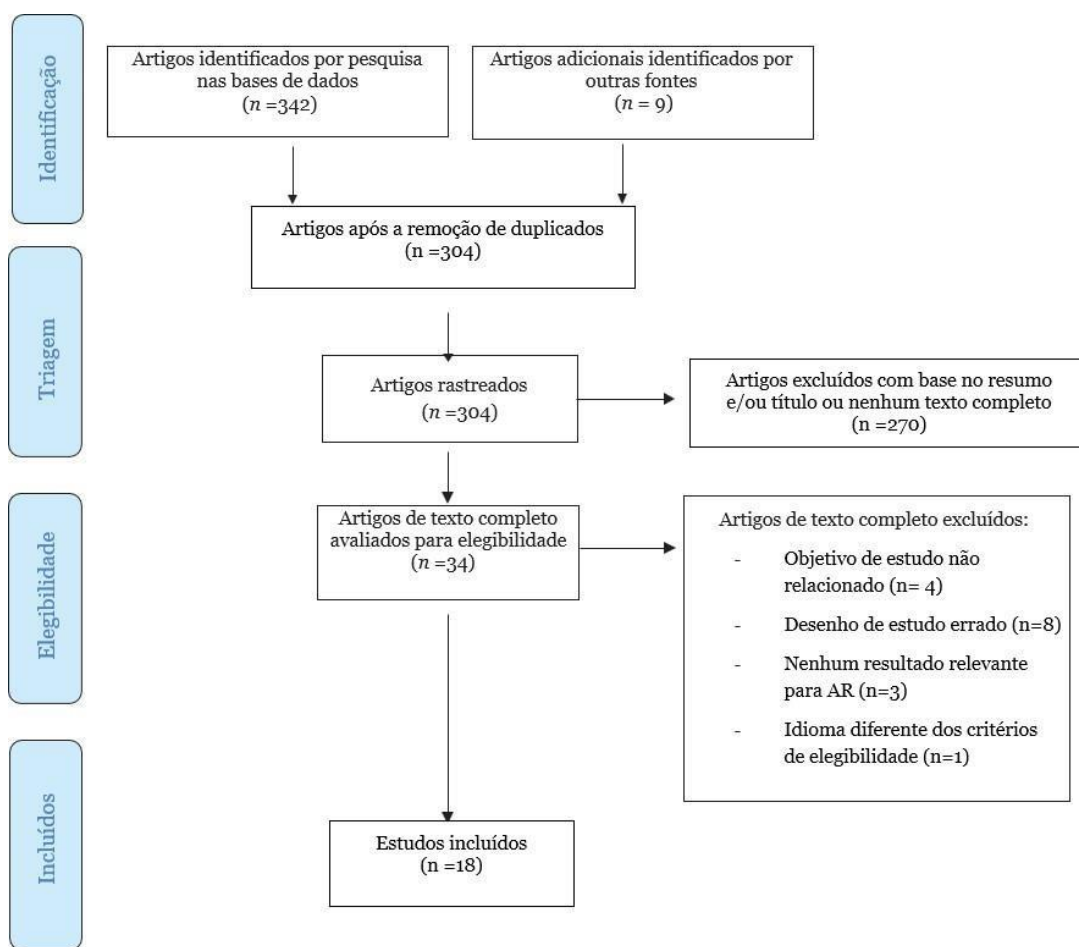 Identificação
Artigos identificados por pesquisa
nas bases de dados
(n =342)
Artigos adicionais identificados por
outras fontes
(n = 9)
Artigos após a remoção de duplicados
(n =304)
Triagem
Artigos rastreados
(n =304)
Artigos excluídos com base no resumo
e/ou título ou nenhum texto completo
(n =270)
Elegibilidade
Artigos de texto completo
avaliados para elegibilidade
(n =34)
Artigos de texto completo excluídos:
- Objetivo de estudo não
relacionado (n= 4)
- Desenho de estudo errado (n=8)
- Nenhum resultado relevante
para AR (n=3)
- Idioma diferente dos critérios
de elegibilidade (n=1)
Incluídos
Estudos incluídos
(n =18)